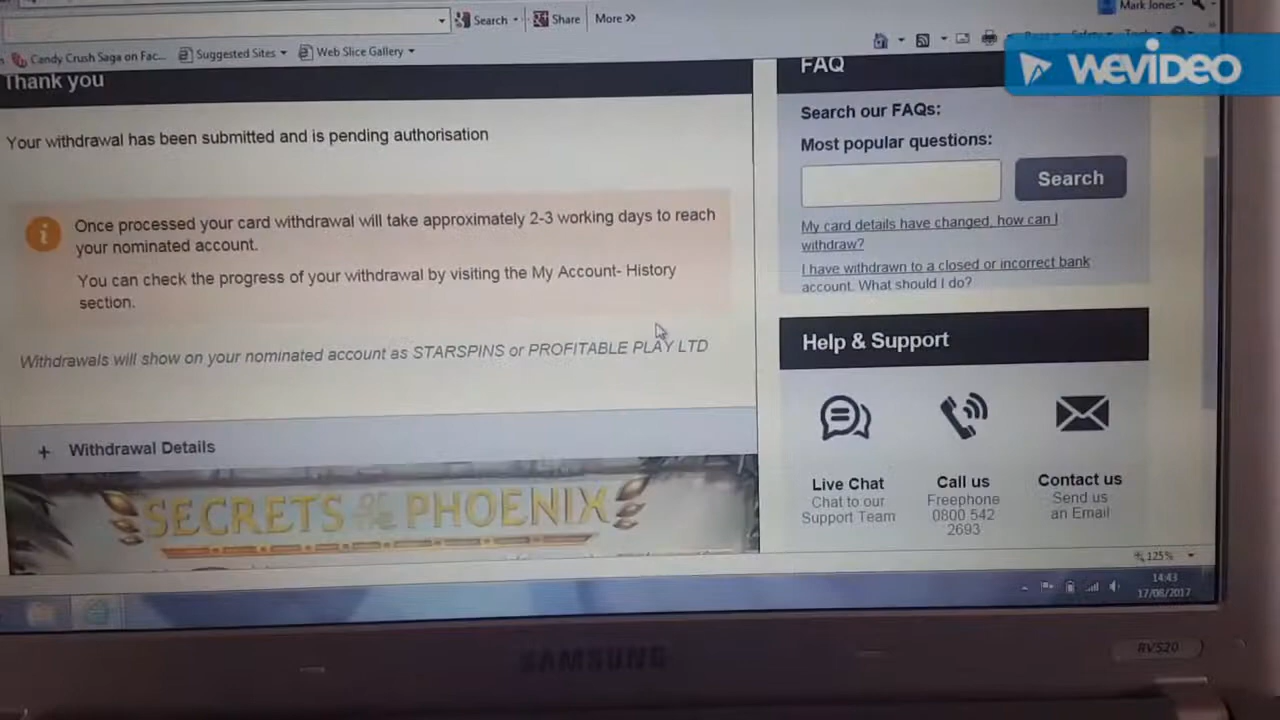 Search
Share
More »
Mark Jones
Candy Crush Saga on Fac...
Suggested Sites
Web Slice Gallery
WEVIDEO
Thank you
Your withdrawal has been submitted and is pending authorisation
i
Once processed your card withdrawal will take approximately 2-3 working days to reach
your nominated account.
You can check the progress of your withdrawal by visiting the My Account- History
section.
Withdrawals will show on your nominated account as STARSPINS or PROFITABLE PLAY LTD
+ Withdrawal Details
SECRETS OF THE PHOENIX
FAQ
Search our FAQs:
Most popular questions:
Search
My card details have changed, how can I
withdraw?
I have withdrawn to a closed or incorrect bank
account. What should I do?
Help & Support
Live Chat
Chat to our
Support Team
Call us
Freephone
0800 542
2693
Contact us
Send us
an Email
125%
14:43
17/08/2017
SAMSUNG
RV520